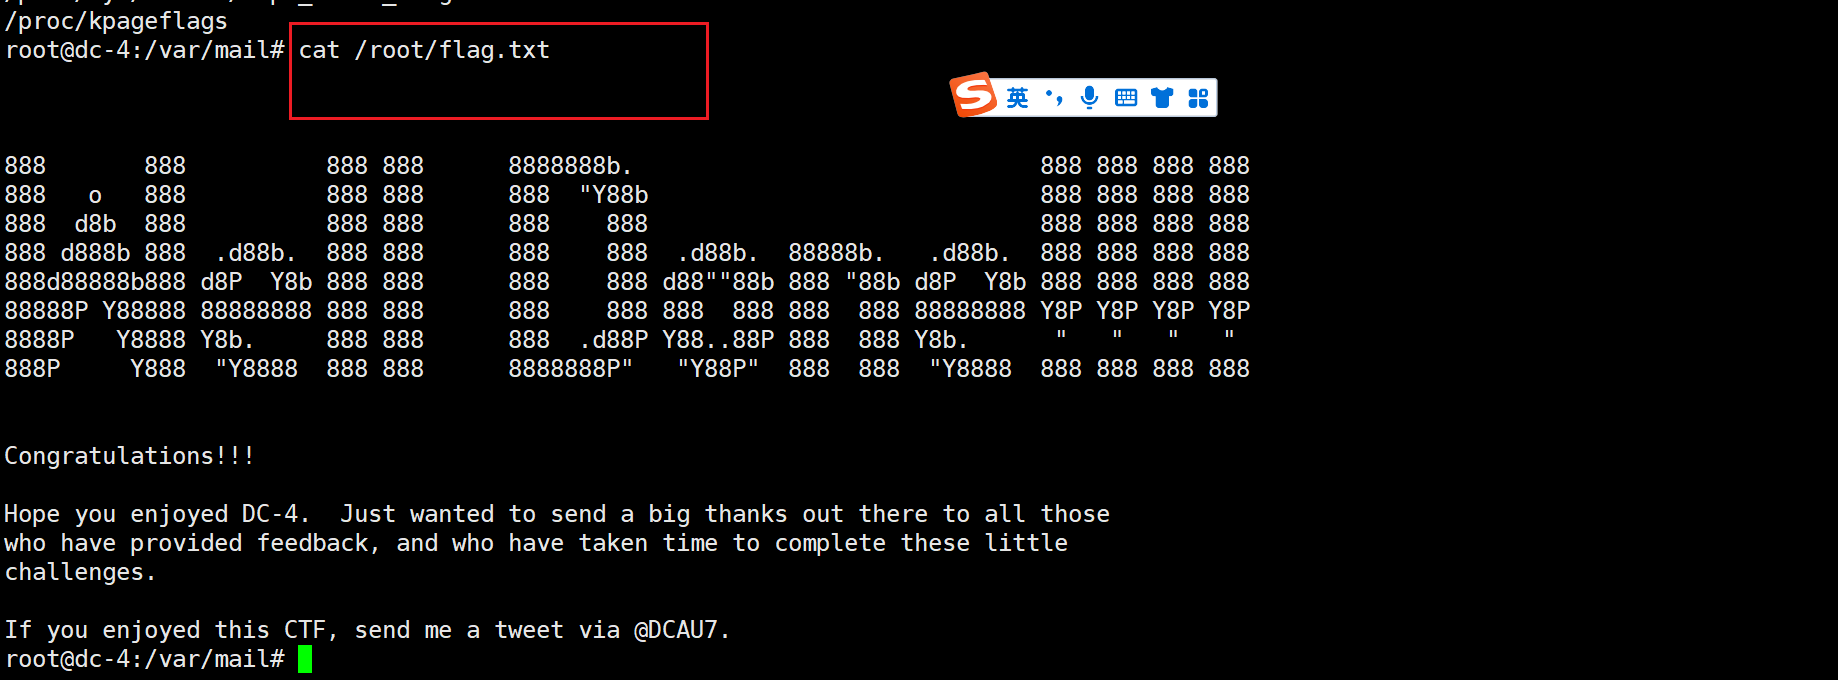 /proc/kpageflags
root@dc-4:/var/mail# cat /root/flag.txt
英
888       888          888 888      8888888b.                             888 888 888 888
888   o   888          888 888      888  "Y88b                            888 888 888 888
888  d8b  888          888 888      888    888                            888 888 888 888
888 d888b 888  .d88b.  888 888      888    888  .d88b.  88888b.   .d88b.  888 888 888 888
888d88888b888 d8P  Y8b 888 888      888    888 d88""88b 888 "88b d8P  Y8b 888 888 888 888
88888P Y88888 88888888 888 888      888    888 888  888 888  888 88888888 Y8P Y8P Y8P Y8P
8888P   Y8888 Y8b.     888 888      888  .d88P Y88..88P 888  888 Y8b.      "   "   "   "
888P     Y888  "Y8888  888 888      8888888P"   "Y88P"  888  888  "Y8888  888 888 888 888
Congratulations!!!
Hope you enjoyed DC-4.  Just wanted to send a big thanks out there to all those
who have provided feedback, and who have taken time to complete these little
challenges.
If you enjoyed this CTF, send me a tweet via @DCAU7.
root@dc-4:/var/mail#